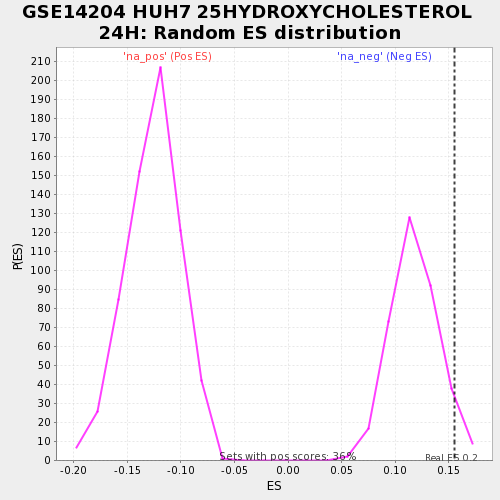 GSE14204 HUH7 25HYDROXYCHOLESTEROL
24H: Random ES distribution
'na_pos' (Pos ES)
'na_neg' (Neg ES)
210
200
190
180
170
160
150
140
130
120
110
100
90
80
70
60
50
40
30
20
10
0
P(ES)
Sets with pos scores: 36%
Real ES 0.2
-0.20 -0.15 -0.10 -0.05 0.00 0.05 0.10 0.15
ES